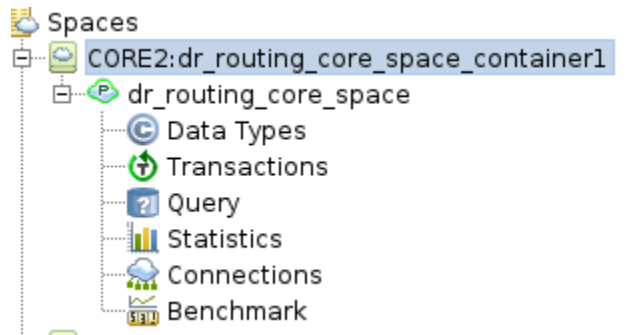 Spaces
CORE2:dr_routing_core_space_container1
P dr_routing_core_space
C Data Types
T Transactions
? Query
Statistics
Connections
Benchmark